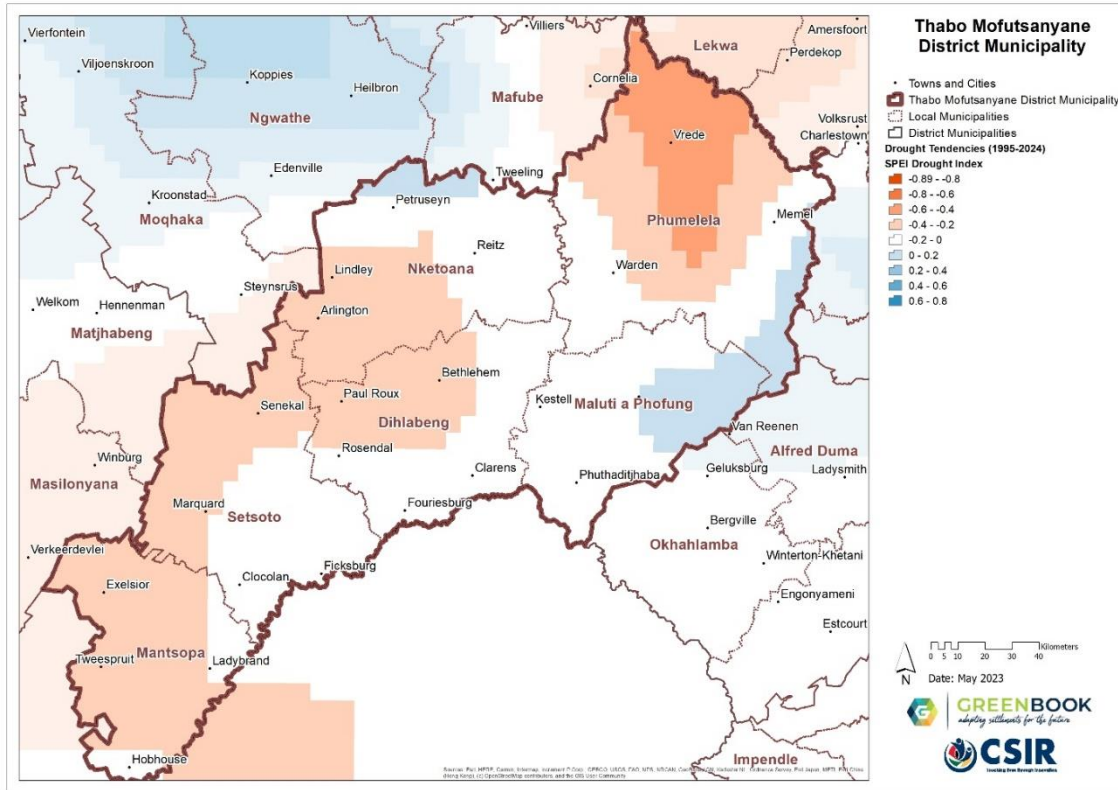 Vierfontein
Viljoenskroon
Koppies
Heilbron
Ngwathe
Edenville
Kroonstad
Moqhaka
Villiers
Mafube
Cornelia
Lekwa
Amersfoort
Perdekop
Volksrust
Charlestown
Vrede
Tweeling
Petruseyn
Phumelela
Memel
Reitz
Nketoana
Warden
Lindley
Steynsrus
Arlington
Welkom
Hennenman
Matjhabeng
Bethlehem
Paul Roux
Senekal
Dihlabeng
Kestell
Maluti a Phofung
Van Reenen
Alfred Duma
Ladysmith
Rosendal
Winburg
Masilonyana
Clarens
Phuthaditjhaba
Geluksburg
Marquard
Setsoto
Fouriesburg
Bergville
Okhahlamba
Verkeerdevlei
Winterton-Khetani
Exelsior
Clocolan
Ficksburg
Engonyameni
Estcourt
Mantsopa
Tweespruit
Ladybrand
Hobhouse
Impendle
Thabo Mofutsanyane
District Municipality
Towns and Cities
Thabo Mofutsanyane District Municipality
Local Municipalities
District Municipalities
Drought Tendencies (1995-2024)
SPEI Drought Index
-0.89 - -0.8
-0.8 - -0.6
-0.6 - -0.4
-0.4 - -0.2
-0.2 - 0
0 - 0.2
0.2 - 0.4
0.4 - 0.6
0.6 - 0.8
Kilometers
0 5 10 20 30 40
N
Date: May 2023
G
GREENBOOK
adapting settlements for the future
CSIR